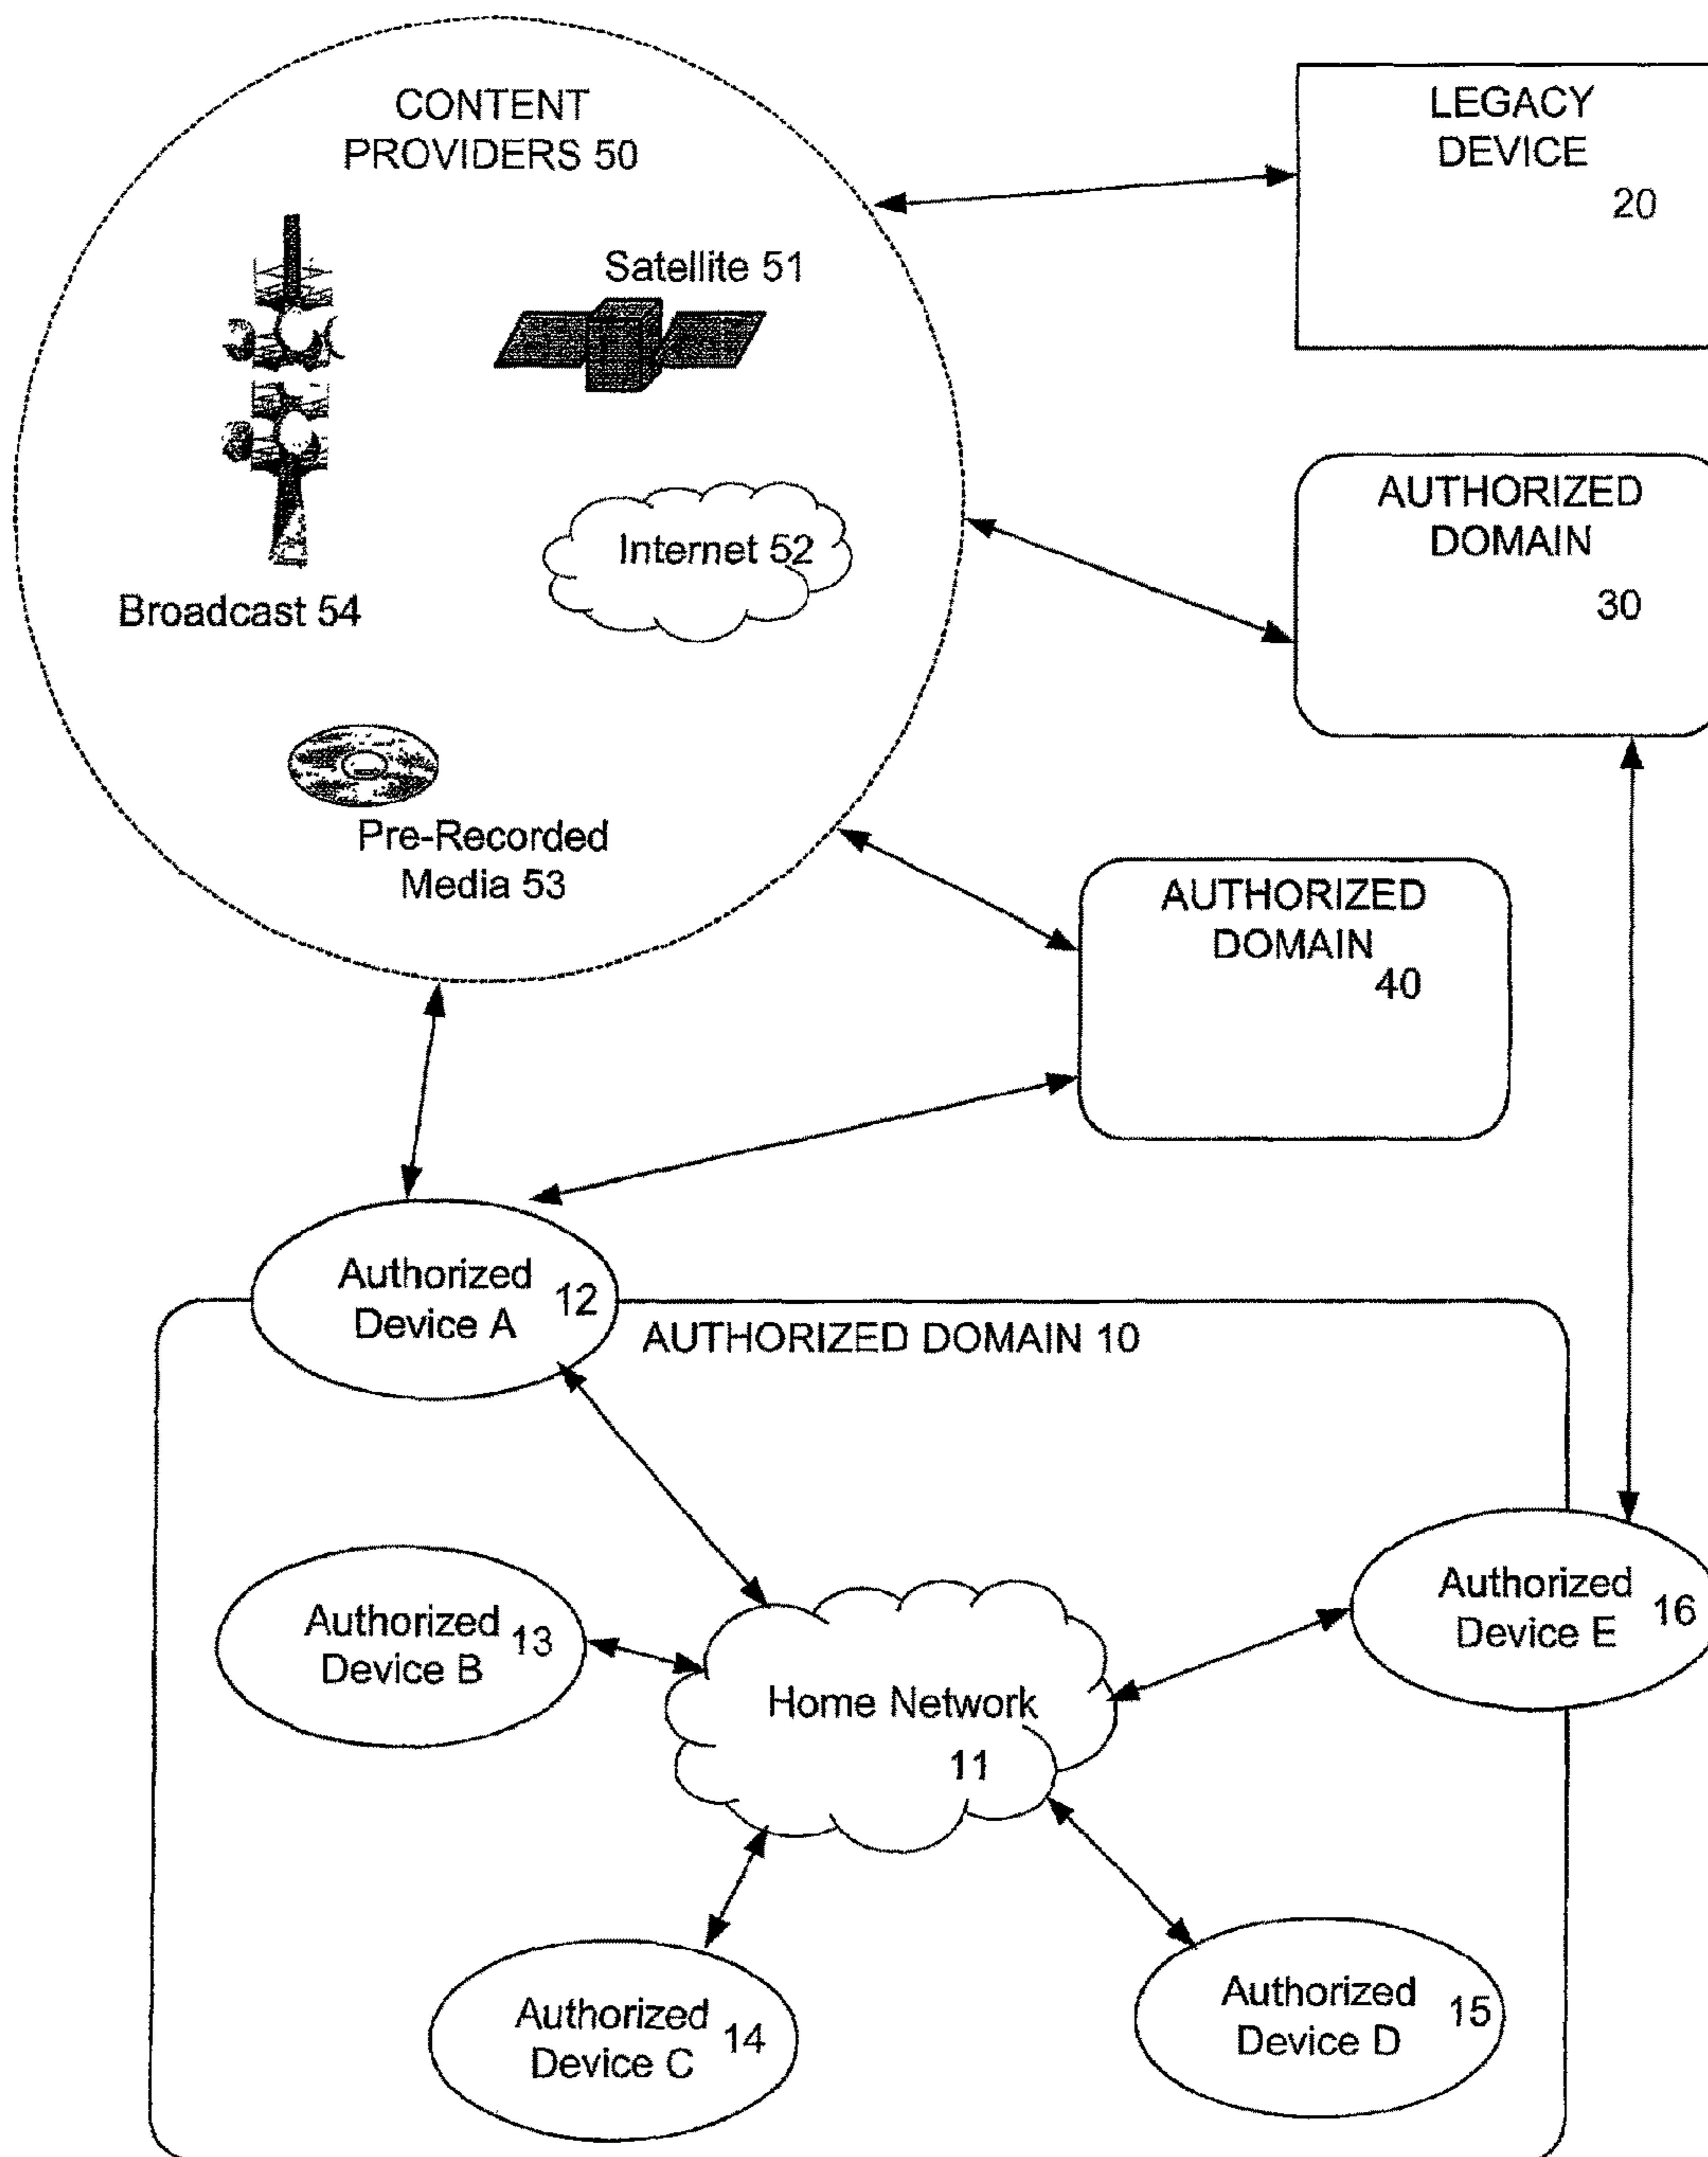 CONTENT
PROVIDERS 50
LEGACY
DEVICE
20
Satellite 51
Internet 52
Broadcast 54
AUTHORIZED
DOMAIN
30
Pre-Recorded
Media 53
AUTHORIZED
DOMAIN
40
Authorized
Device A
12
AUTHORIZED DOMAIN 10
Authorized
Device B
13
Authorized
Device E
16
Home Network
11
Authorized
Device C
14
Authorized
Device D
15